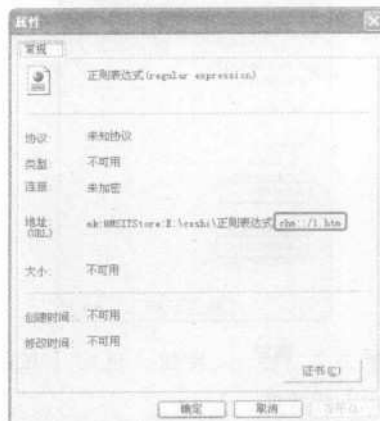 属性
常规
正则表达式(regular expression)
协议: 未知协议
类型: 不可用
连接: 未加密
地址: (URL) mk:@MSITStore:E:\ceshi\正则表达式.chm::/1.htm
大小: 不可用
创建时间: 不可用
修改时间: 不可用
证书(C)
确定 取消